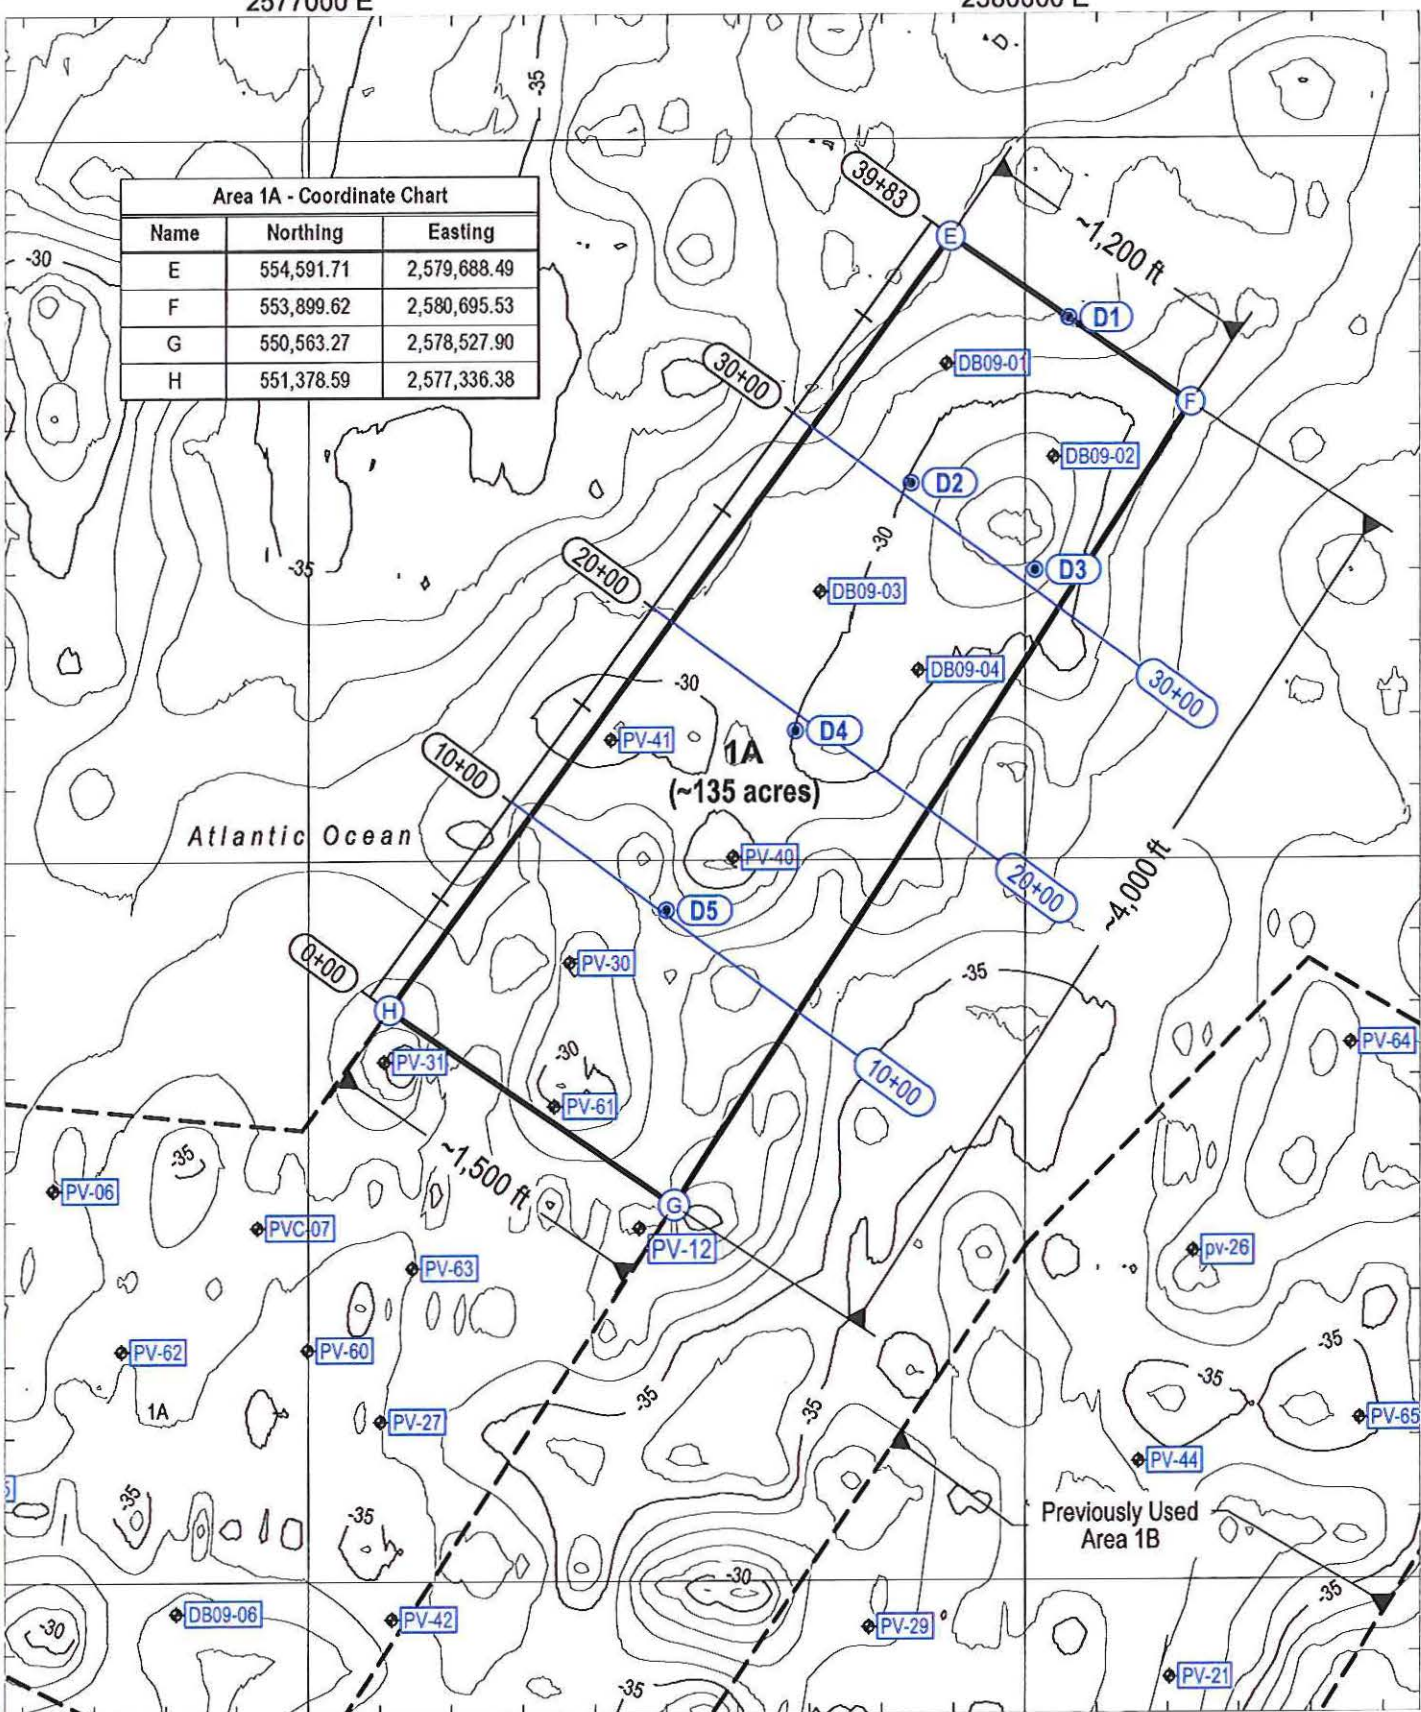 2577000 E
2580000 E
-35
39+83
Area 1A - Coordinate Chart
Name Northing Easting
E 554,591.71 2,579,688.49
F 553,899.62 2,580,695.53
G 550,563.27 2,578,527.90
H 551,378.59 2,577,336.38
-30
E
~1,200 ft
D1
DB09-01
30+00
F
DB09-02
D2
-30
20+00
-35
D3
DB09-03
DB09-04
30+00
-30
PV-41
D4
1A
(~135 acres)
10+00
Atlantic Ocean
PV-40
20+00
~4,000 ft
D5
0+00
PV-30
-35
H
PV-31
-30
10+00
PV-64
PV-61
~1,500 ft
-35
PV-06
G
PVC-07
PV-12
pv-26
PV-63
PV-62
PV-60
-35
-35
-35
1A
PV-27
-35
PV-65
PV-44
-35
-35
Previously Used
Area 1B
-30
-35
DB09-06
PV-42
PV-29
-30
PV-21
-35